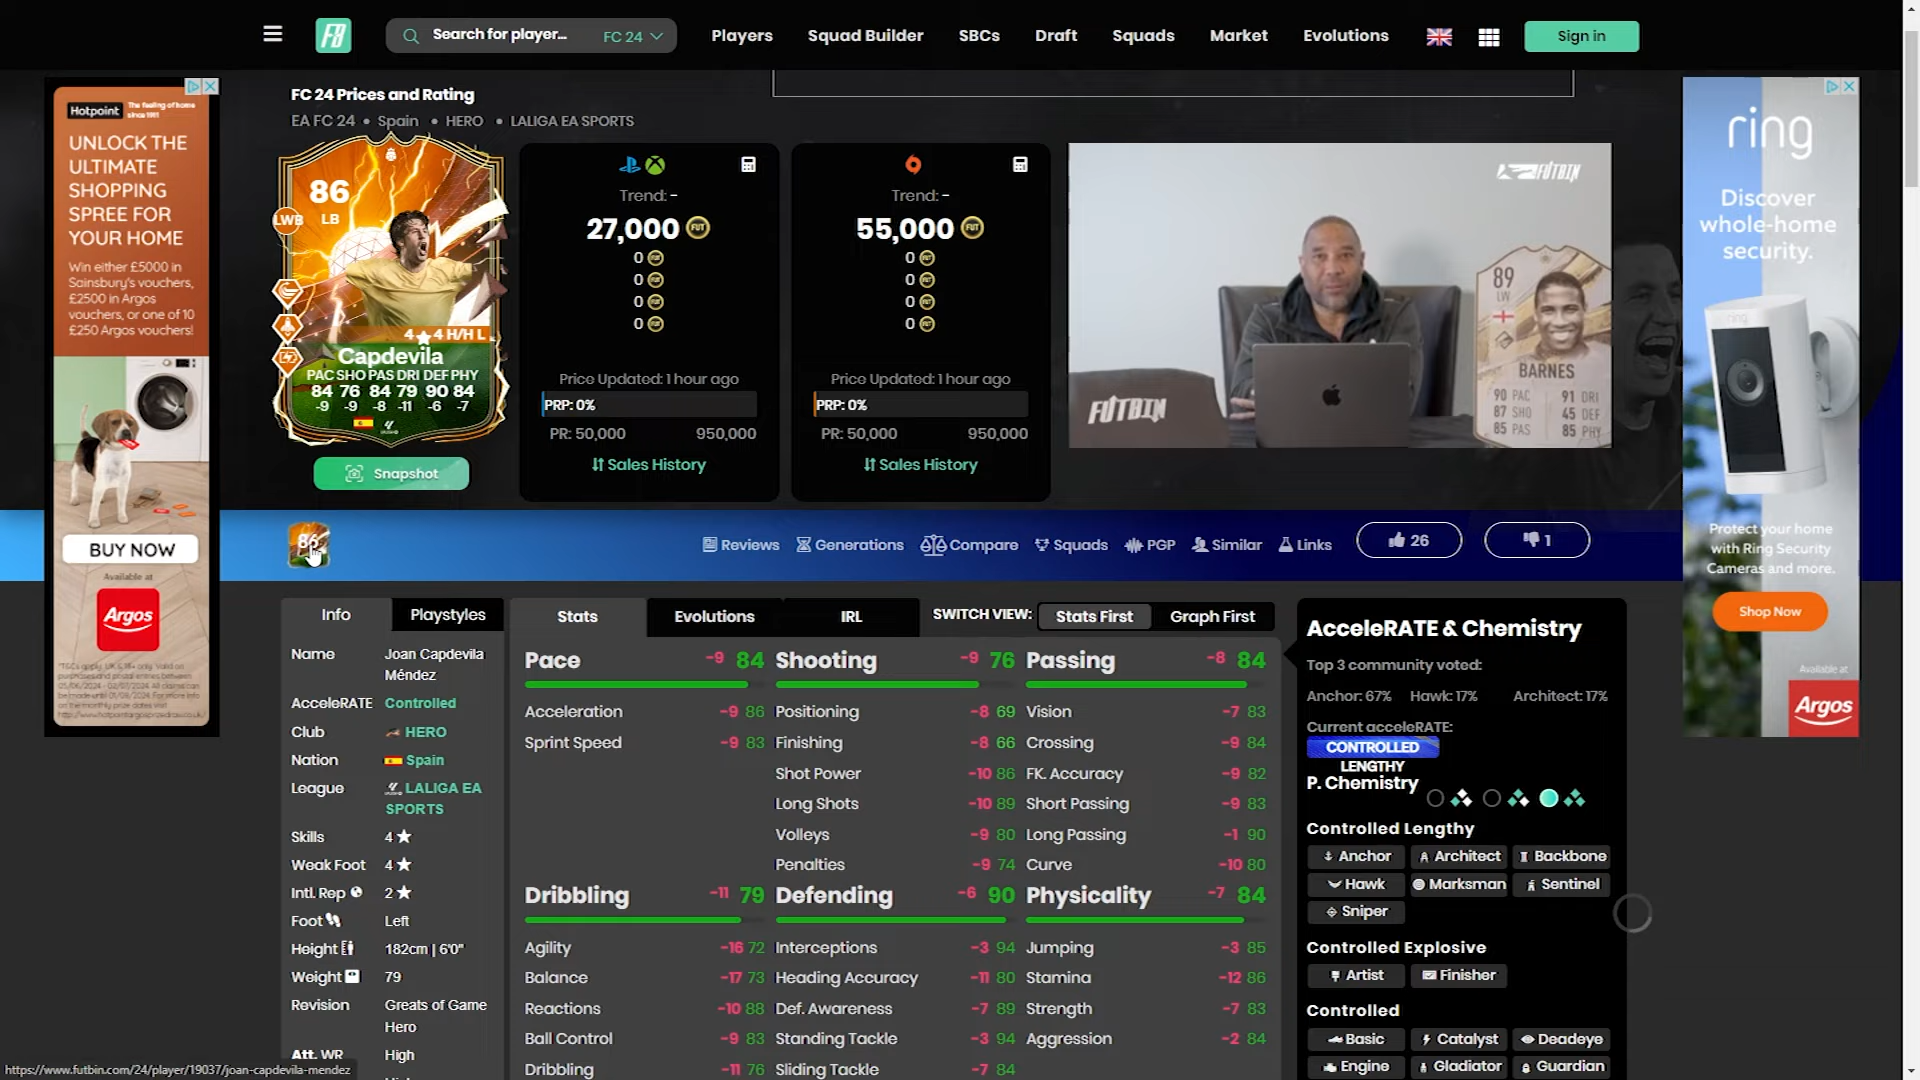 F8
Search for player...
FC 24
Players
Squad Builder
SBCs
Draft
Squads
Market
Evolutions
Sign in
Hotpoint
The feeling of home since 1911
UNLOCK THE
ULTIMATE
SHOPPING
SPREE FOR
YOUR HOME
Win either £5000 in
Sainsbury's vouchers,
£2500 in Argos
vouchers, or one of 10
£250 Argos vouchers!
BUY NOW
Available at
Argos
FC 24 Prices and Rating
EA FC 24 • Spain • HERO • LALIGA EA SPORTS
86
LB
LWB
4★4 H/H L
Capdevila
PAC SHO PAS DRI DEF PHY
84 76 84 79 90 84
-9 -9 -8 -11 -6 -7
Snapshot
Trend: -
27,000
0
0
0
0
Price Updated: 1 hour ago
PRP: 0%
PR: 50,000 950,000
Sales History
Trend: -
55,000
0
0
0
0
Price Updated: 1 hour ago
PRP: 0%
PR: 50,000 950,000
Sales History
FUTBIN
FUTBIN
89
LW
BARNES
90 PAC 91 DRI
87 SHO 45 DEF
85 PAS 85 PHY
ring
Discover
whole-home
security.
Protect your home
with Ring Security
Cameras and more.
Shop Now
Available at
Argos
86
Reviews
Generations
Compare
Squads
PGP
Similar
Links
26
1
Info
Playstyles
Name Joan Capdevila
Méndez
AcceleRATE Controlled
Club HERO
Nation Spain
League LALIGA EA
SPORTS
Skills 4★
Weak Foot 4★
Intl. Rep 2★
Foot Left
Height 182cm | 6'0"
Weight 79
Revision Greats of Game
Hero
Att. WR High
Stats
Evolutions
IRL
SWITCH VIEW:
Stats First
Graph First
Pace -9 84
Acceleration -9 86
Sprint Speed -9 83
Shooting -9 76
Positioning -8 69
Finishing -8 66
Shot Power -10 86
Long Shots -10 89
Volleys -9 80
Penalties -9 74
Passing -8 84
Vision -7 83
Crossing -9 84
FK. Accuracy -9 82
Short Passing -9 83
Long Passing -1 90
Curve -10 80
Dribbling -11 79
Agility -16 72
Balance -17 73
Reactions -10 88
Ball Control -9 83
Dribbling -11 76
Defending -6 90
Interceptions -3 94
Heading Accuracy -11 80
Def. Awareness -7 89
Standing Tackle -3 94
Sliding Tackle -7 84
Physicality -7 84
Jumping -3 85
Stamina -12 86
Strength -7 83
Aggression -2 84
AcceleRATE & Chemistry
Top 3 community voted:
Anchor: 67% Hawk: 17% Architect: 17%
Current acceleRATE:
CONTROLLED
LENGTHY
P. Chemistry
Controlled Lengthy
Anchor
Architect
Backbone
Hawk
Marksman
Sentinel
Sniper
Controlled Explosive
Artist
Finisher
Controlled
Basic
Catalyst
Deadeye
Engine
Gladiator
Guardian
https://www.futbin.com/24/player/19037/joan-capdevila-mendez